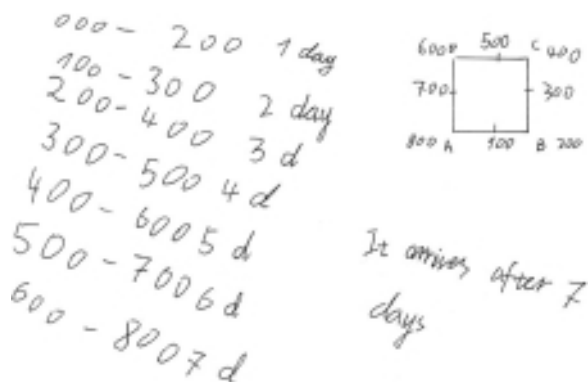 000 - 200 1 day
100 - 300 2 day
200 - 400 3 d
300 - 500 4 d
400 - 600 5 d
500 - 700 6 d
600 - 800 7 d
600 D 500 C 400
700 300
800 A 100 B 200
It arrives after 7
days